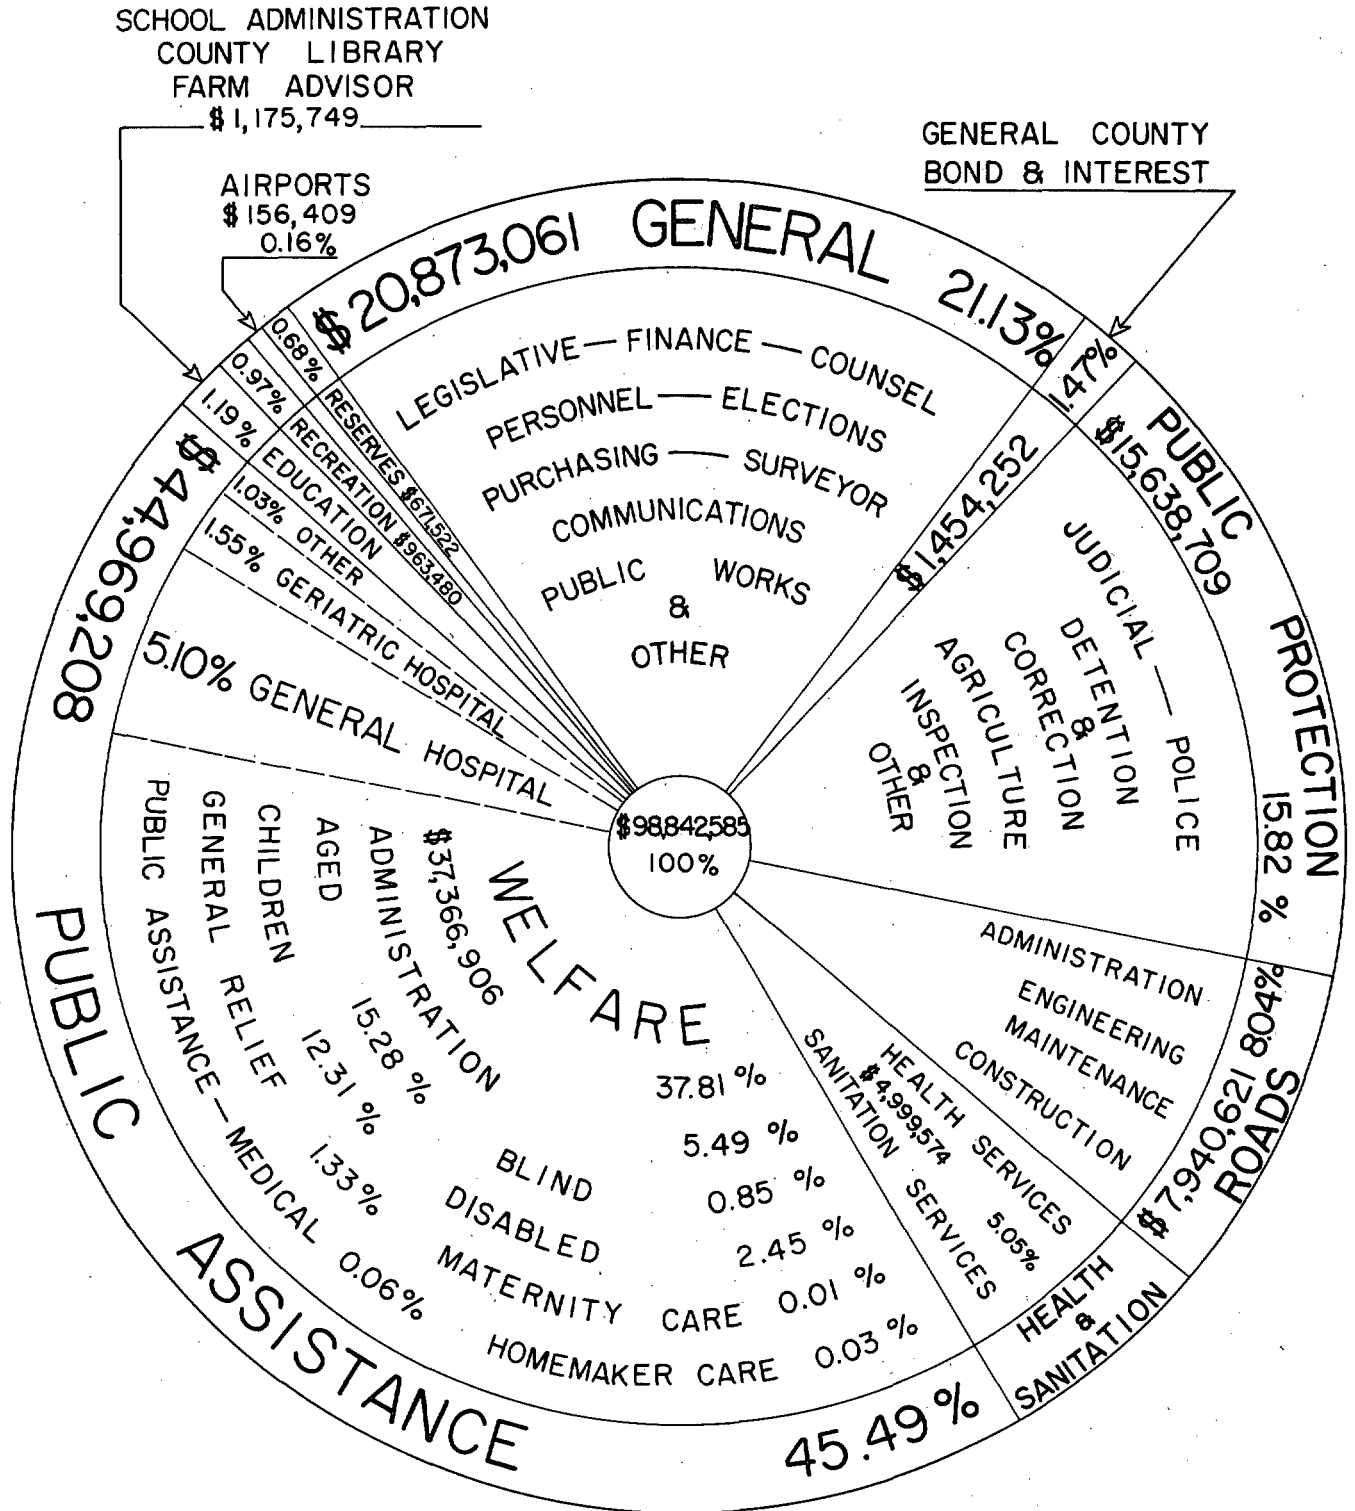 SCHOOL ADMINISTRATION
COUNTY LIBRARY
FARM ADVISOR
$ 1,175,749
AIRPORTS
$ 156,409
0.16%
GENERAL COUNTY
BOND & INTEREST
$ 20,873,061 GENERAL 21.13%
LEGISLATIVE — FINANCE — COUNSEL
PERSONNEL — ELECTIONS
PURCHASING — SURVEYOR
COMMUNICATIONS
PUBLIC WORKS
&
OTHER
1.47%
$1,454,252
PUBLIC PROTECTION
$15,638,709 15.82 %
JUDICIAL — POLICE
DETENTION
&
CORRECTION
AGRICULTURE
INSPECTION
&
OTHER
$ 7,940,621 8.04%
ROADS
ADMINISTRATION
ENGINEERING
MAINTENANCE
CONSTRUCTION
HEALTH
&
SANITATION
HEALTH SERVICES
$4,999,574 5.05%
SANITATION SERVICES
PUBLIC ASSISTANCE 45.49 %
$ 44,969,208
WELFARE 37.81 %
$37,366,906
ADMINISTRATION 5.49 %
BLIND 0.85 %
DISABLED 2.45 %
MATERNITY CARE 0.01 %
HOMEMAKER CARE 0.03 %
AGED 15.28 %
CHILDREN 12.31 %
GENERAL RELIEF 1.33%
PUBLIC ASSISTANCE — MEDICAL 0.06%
5.10% GENERAL HOSPITAL
1.55% GERIATRIC HOSPITAL
1.03% OTHER
1.19% EDUCATION
0.97% RECREATION $963,480
0.68% RESERVES $671,522
$98,842,585
100%